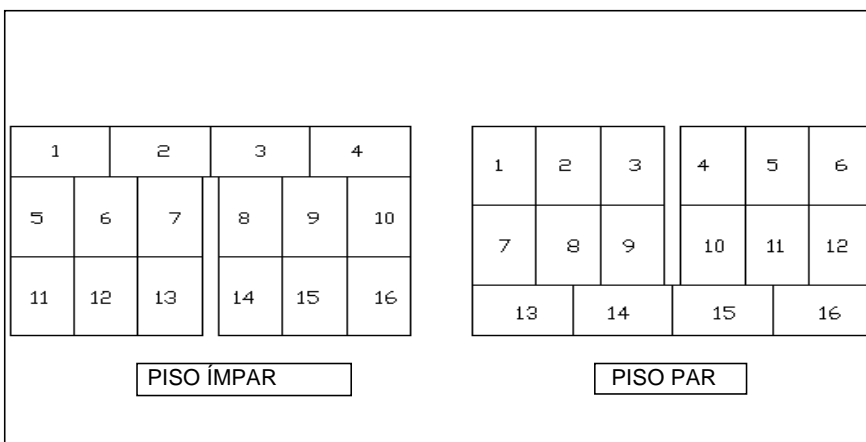 1 2 3 4
5 6 7 8 9 10
11 12 13 14 15 16
PISO ÍMPAR
1 2 3 4 5 6
7 8 9 10 11 12
13 14 15 16
PISO PAR